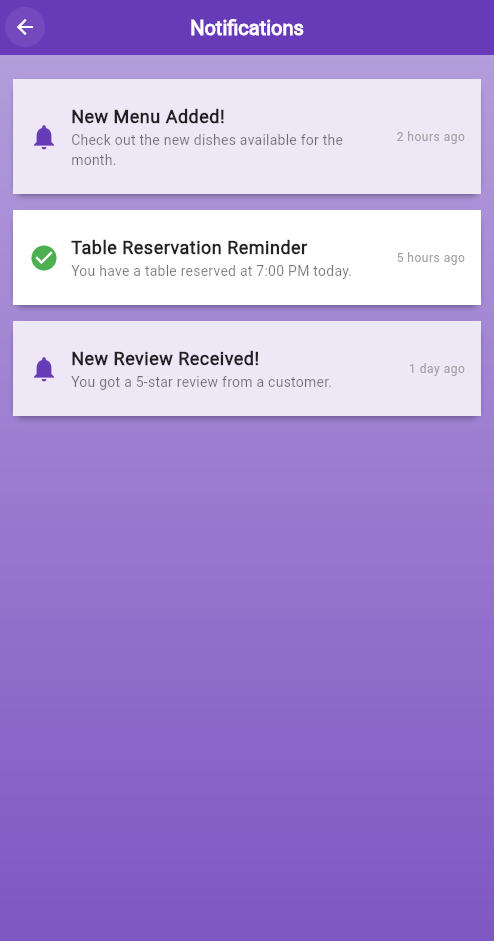 Notifications
New Menu Added!
Check out the new dishes available for the
month.
2 hours ago
Table Reservation Reminder
You have a table reserved at 7:00 PM today.
5 hours ago
New Review Received!
You got a 5-star review from a customer.
1 day ago